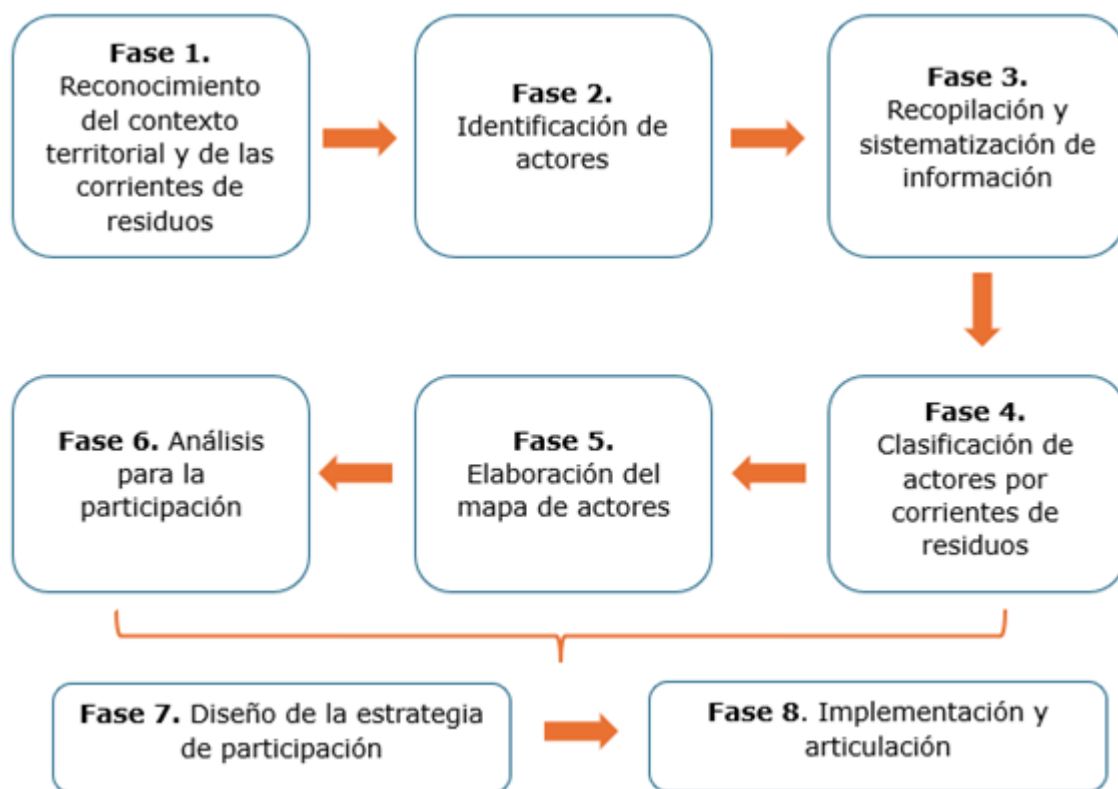 Fase 1.
Reconocimiento
del contexto
territorial y de las
corrientes de
residuos
Fase 2.
Identificación de
actores
Fase 3.
Recopilación y
sistematización de
información
Fase 4.
Clasificación de
actores por
corrientes de
residuos
Fase 5.
Elaboración del
mapa de actores
Fase 6. Análisis
para la
participación
Fase 7. Diseño de la estrategia
de participación
Fase 8. Implementación y
articulación